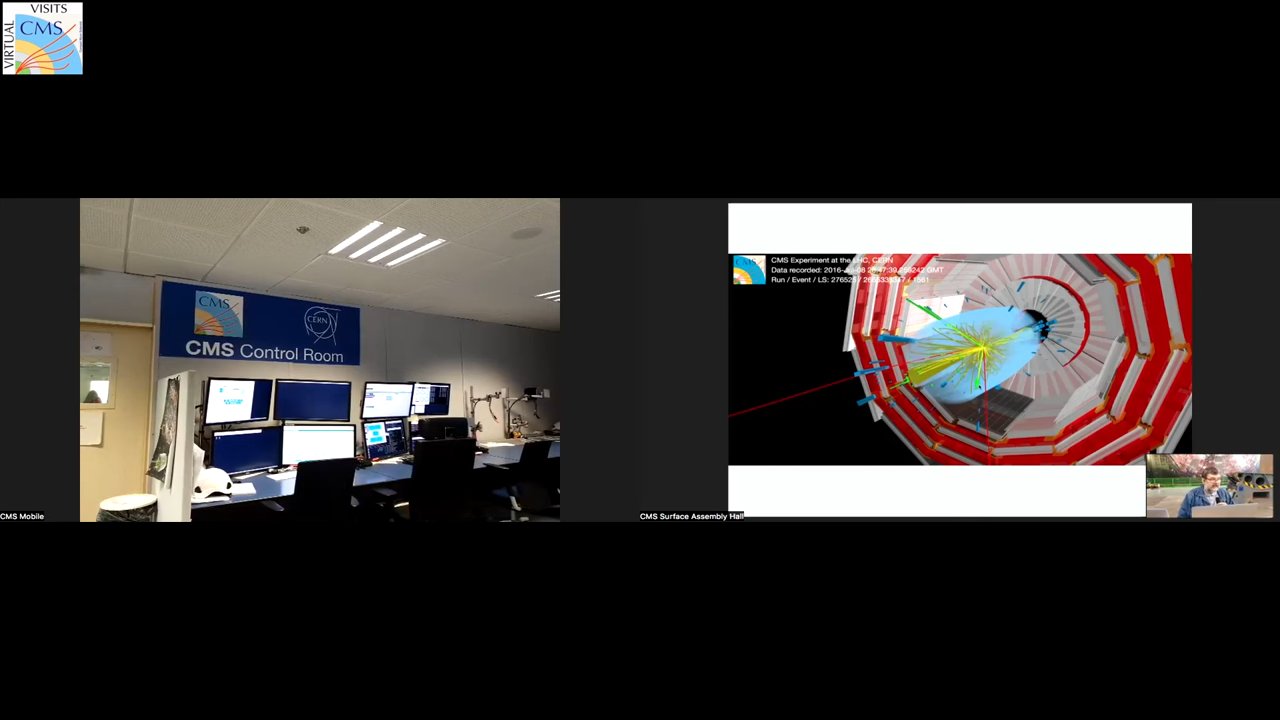 VISITS
CMS
VIRTUAL
CMS
CERN
CMS Control Room
CMS Mobile
CMS Experiment at the LHC, CERN
Data recorded: 2016-
GMT
Run / Event / LS:
CMS Surface Assembly Hall